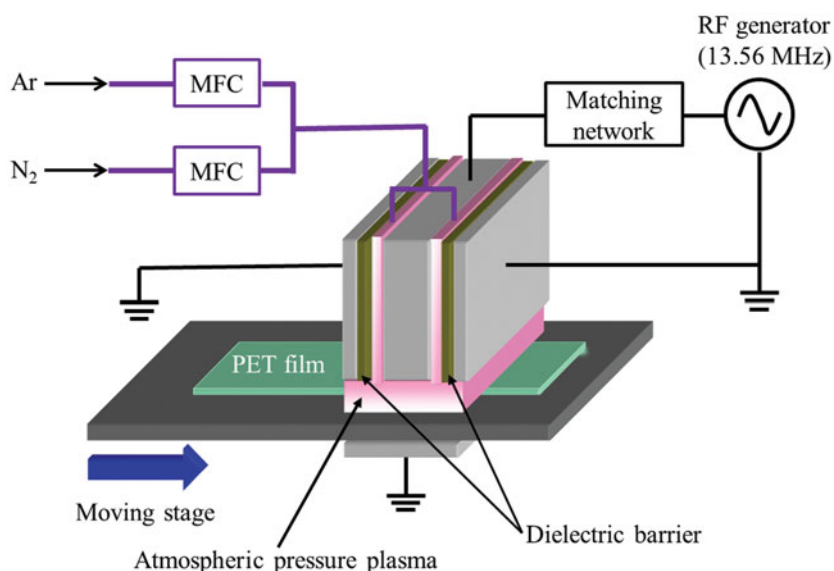 RF generator
(13.56 MHz)
Ar
MFC
Matching
network
N₂
MFC
PET film
Moving stage
Dielectric barrier
Atmospheric pressure plasma